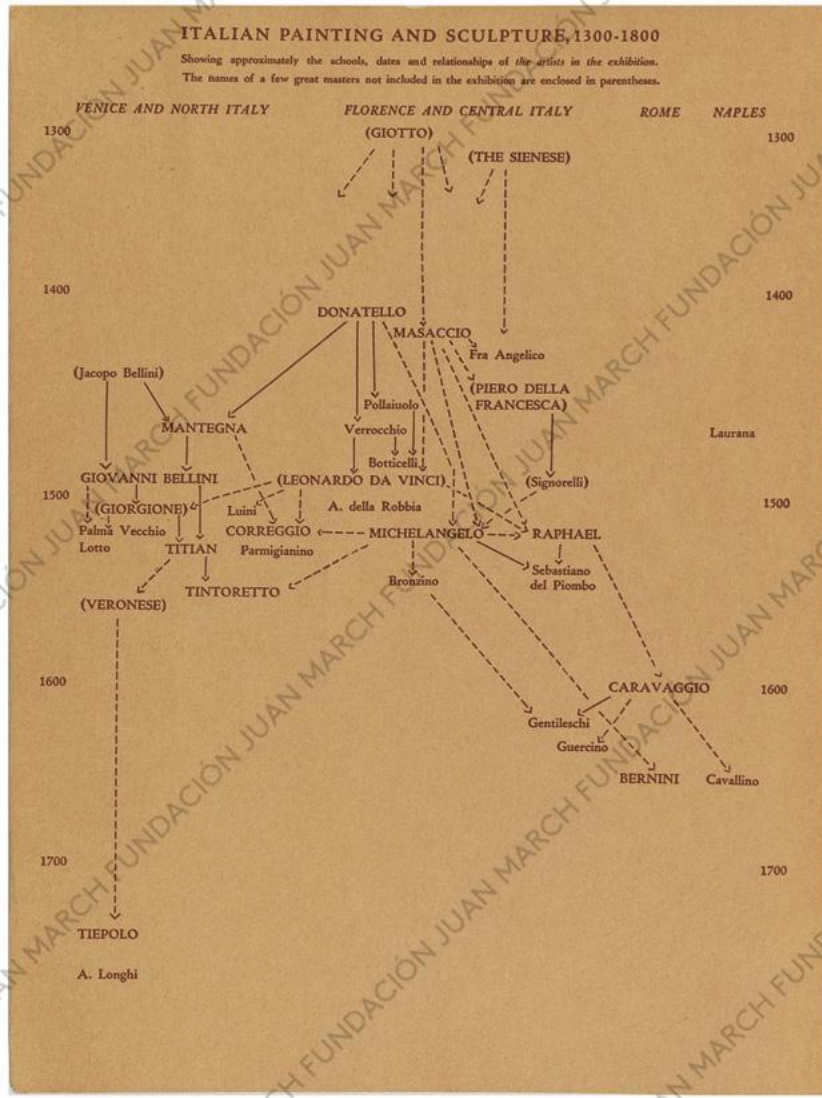 ITALIAN PAINTING AND SCULPTURE, 1300-1800
Showing approximately the schools, dates and relationships of the artists in the exhibition.
The names of a few great masters not included in the exhibition are enclosed in parentheses.
VENICE AND NORTH ITALY FLORENCE AND CENTRAL ITALY ROME NAPLES
1300 (GIOTTO) 1300
(THE SIENESE)
1400 1400
DONATELLO
MASACCIO
Fra Angelico
(Jacopo Bellini)
(PIERO DELLA
FRANCESCA)
Pollaiuolo
MANTEGNA Verrocchio Laurana
Botticelli
GIOVANNI BELLINI (LEONARDO DA VINCI) (Signorelli)
1500 1500
(GIORGIONE) Luini A. della Robbia
Palma Vecchio CORREGGIO MICHELANGELO RAPHAEL
Lotto TITIAN Parmigianino
Sebastiano
del Piombo
Bronzino
TINTORETTO
(VERONESE)
1600 CARAVAGGIO 1600
Gentileschi
Guercino
BERNINI Cavallino
1700 1700
TIEPOLO
A. Longhi
FUNDACIÓN JUAN MARCH